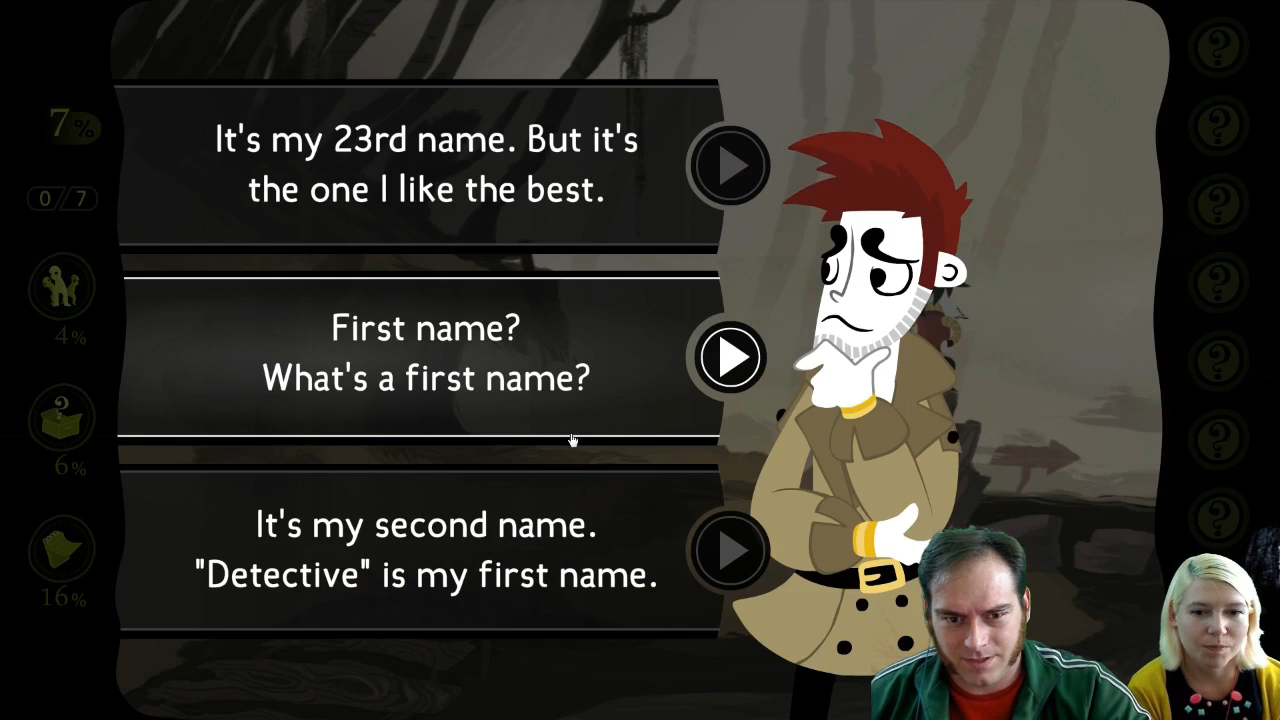 7%
0/7
4%
6%
16%
It's my 23rd name. But it's
the one I like the best.
First name?
What's a first name?
It's my second name.
"Detective" is my first name.
?
?
?
?
?
?
?
?